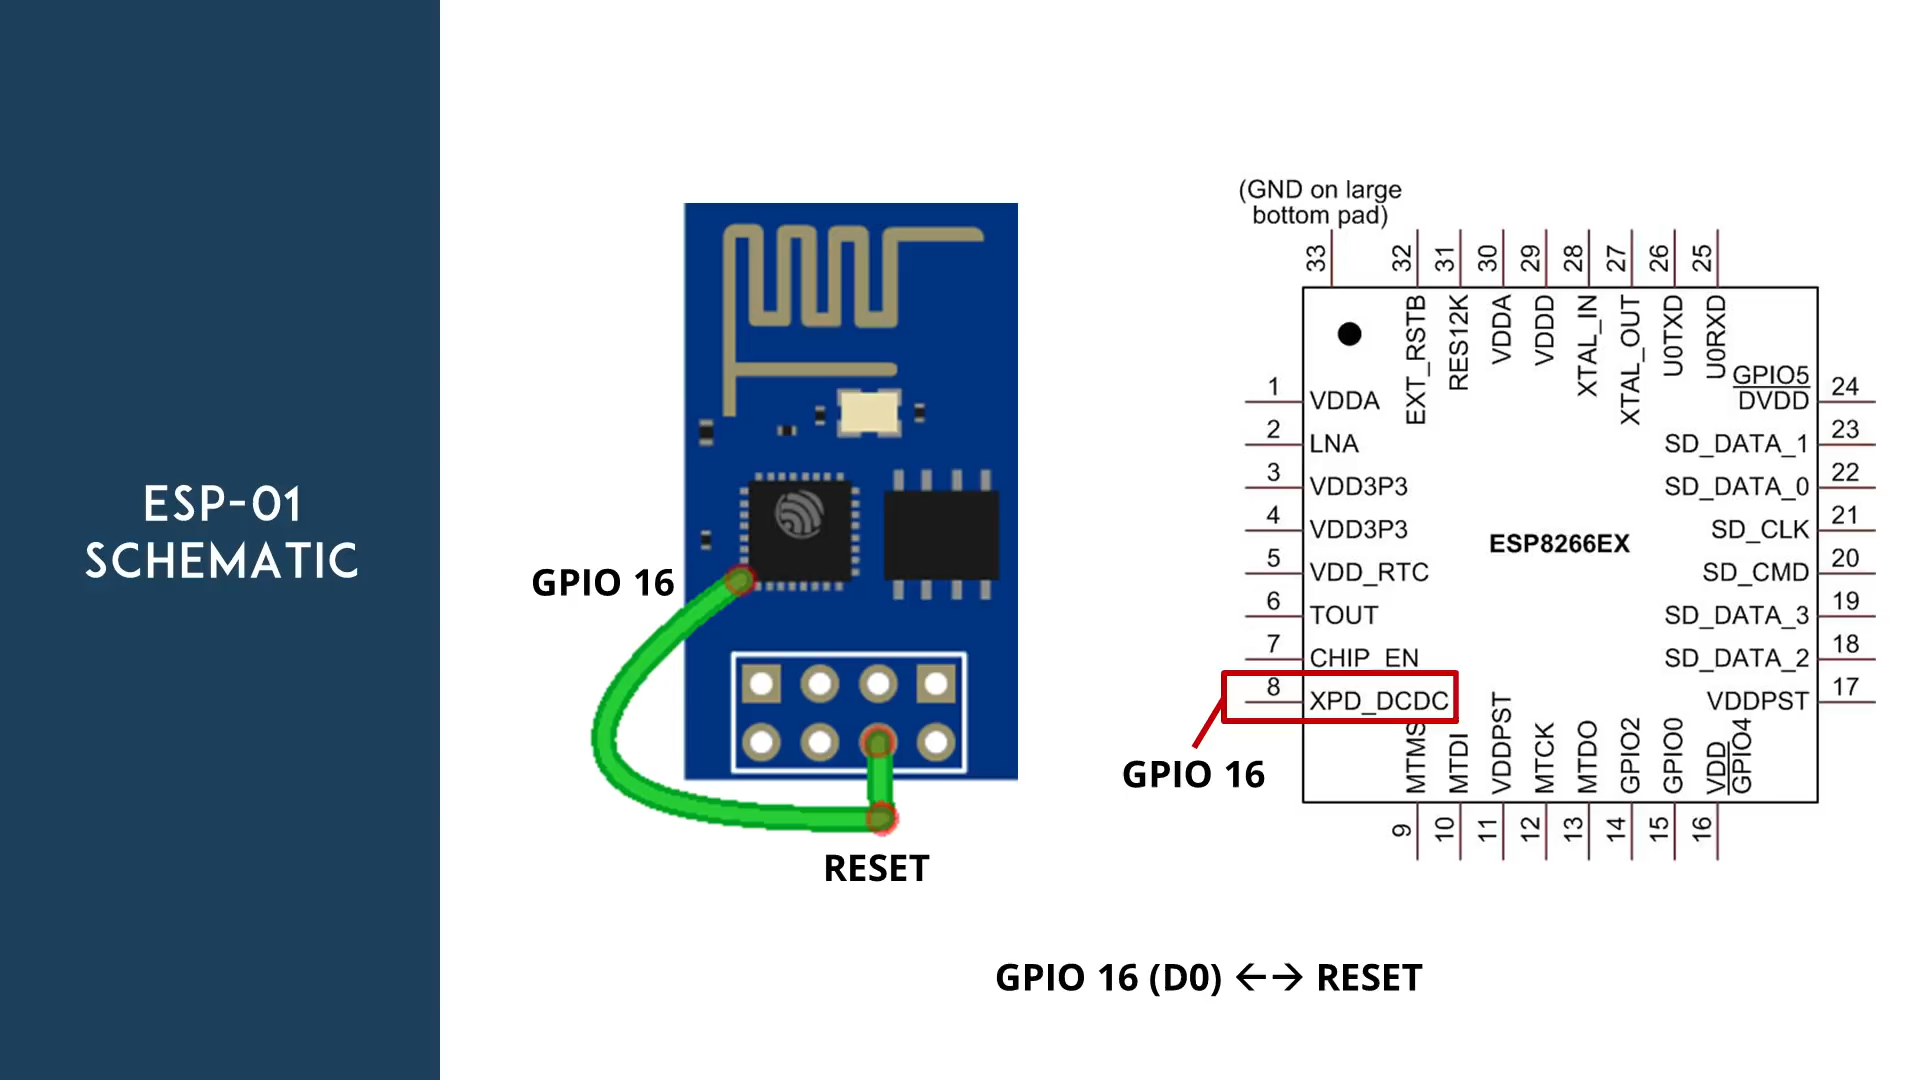 ESP-01
SCHEMATIC
GPIO 16
RESET
(GND on large
bottom pad)
33
32
31
30
29
28
27
26
25
EXT_RSTB
RES12K
VDDA
VDDD
XTAL_IN
XTAL_OUT
U0TXD
U0RXD
1 VDDA
2 LNA
3 VDD3P3
4 VDD3P3
5 VDD_RTC
6 TOUT
7 CHIP_EN
8 XPD_DCDC
GPIO 16
ESP8266EX
GPIO5
DVDD 24
SD_DATA_1 23
SD_DATA_0 22
SD_CLK 21
SD_CMD 20
SD_DATA_3 19
SD_DATA_2 18
VDDPST 17
MTMS
MTDI
VDDPST
MTCK
MTDO
GPIO2
GPIO0
VDD
GPIO4
9
10
11
12
13
14
15
16
GPIO 16 (D0) ←→ RESET